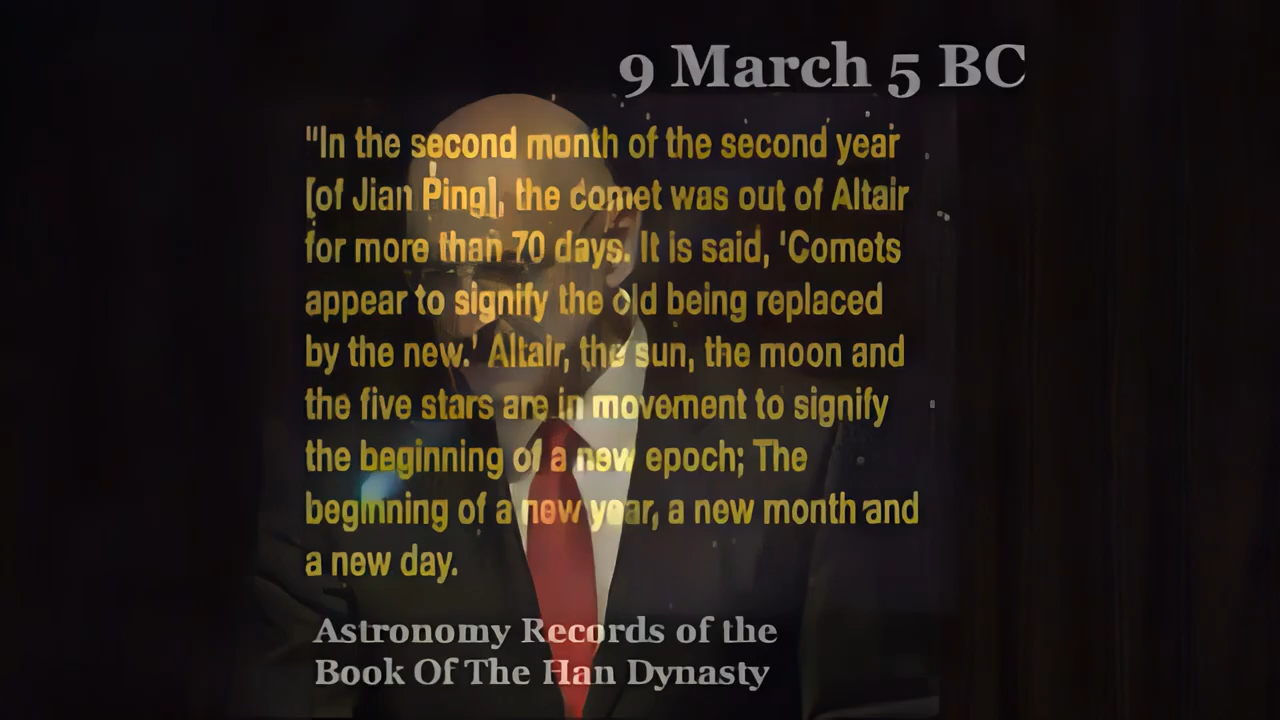 9 March 5 BC
"In the second month of the second year
[of Jian Ping], the comet was out of Altair
for more than 70 days. It is said, 'Comets
appear to signify the old being replaced
by the new.' Altair, the sun, the moon and
the five stars are in movement to signify
the beginning of a new epoch; The
beginning of a new year, a new month and
a new day.
Astronomy Records of the
Book Of The Han Dynasty